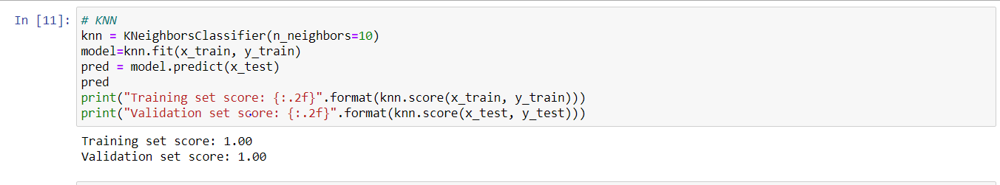 In [11]: # KNN
knn = KNeighborsClassifier(n_neighbors=10)
model=knn.fit(x_train, y_train)
pred = model.predict(x_test)
pred
print("Training set score: {:.2f}".format(knn.score(x_train, y_train)))
print("Validation set score: {:.2f}".format(knn.score(x_test, y_test)))
Training set score: 1.00
Validation set score: 1.00